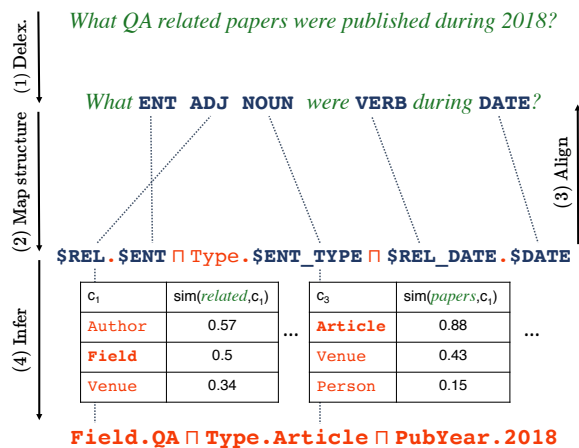 What QA related papers were published during 2018?
(1) Delex.
What ENT ADJ NOUN were VERB during DATE?
(2) Map structure
(3) Align
$REL.$ENT ⊓ Type.$ENT_TYPE ⊓ $REL_DATE.$DATE
(4) Infer
c₁ sim(related,c₁)
Author 0.57
Field 0.5
Venue 0.34
...
c₃ sim(papers,c₁)
Article 0.88
Venue 0.43
Person 0.15
...
Field.QA ⊓ Type.Article ⊓ PubYear.2018